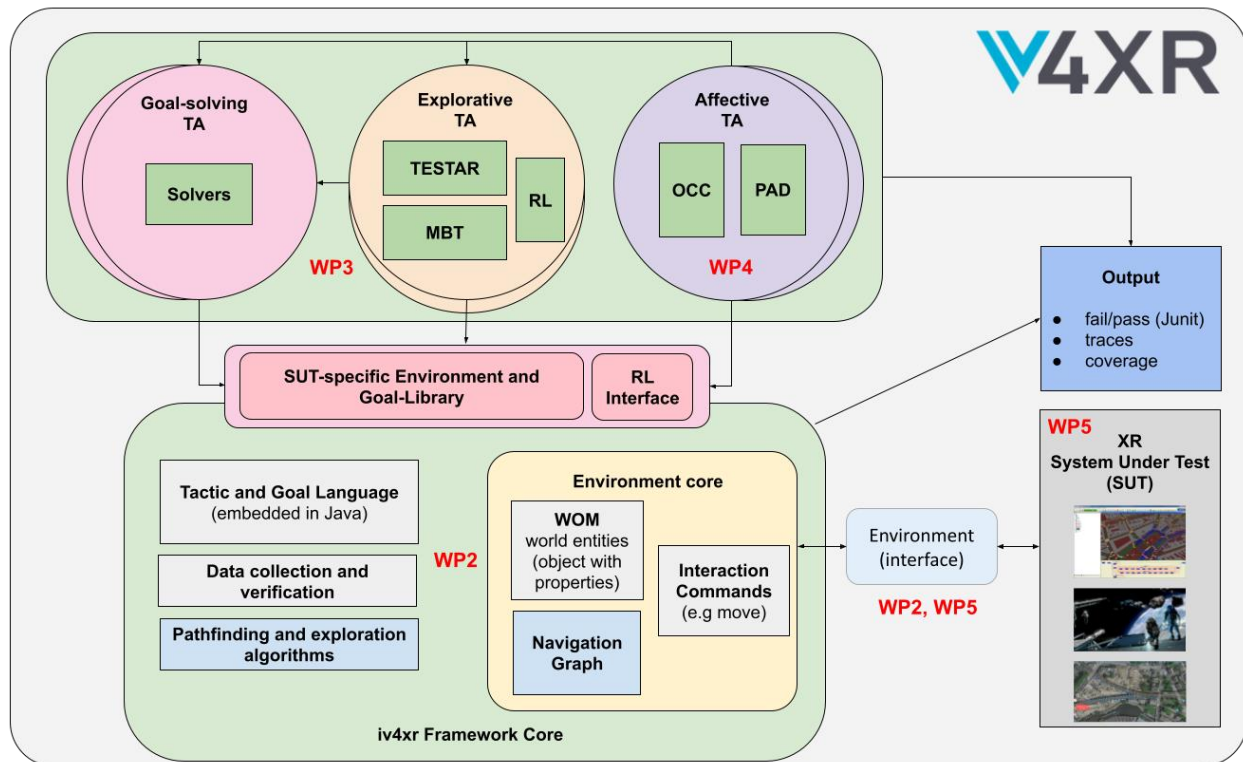 iV4XR
Goal-solving
TA
Solvers
Explorative
TA
TESTAR
MBT
RL
Affective
TA
OCC
PAD
WP3
WP4
Output
● fail/pass (Junit)
● traces
● coverage
SUT-specific Environment and
Goal-Library
RL
Interface
Tactic and Goal Language
(embedded in Java)
Data collection and
verification
Pathfinding and exploration
algorithms
WP2
Environment core
WOM
world entities
(object with
properties)
Navigation
Graph
Interaction
Commands
(e.g move)
iv4xr Framework Core
Environment
(interface)
WP2, WP5
WP5
XR
System Under Test
(SUT)